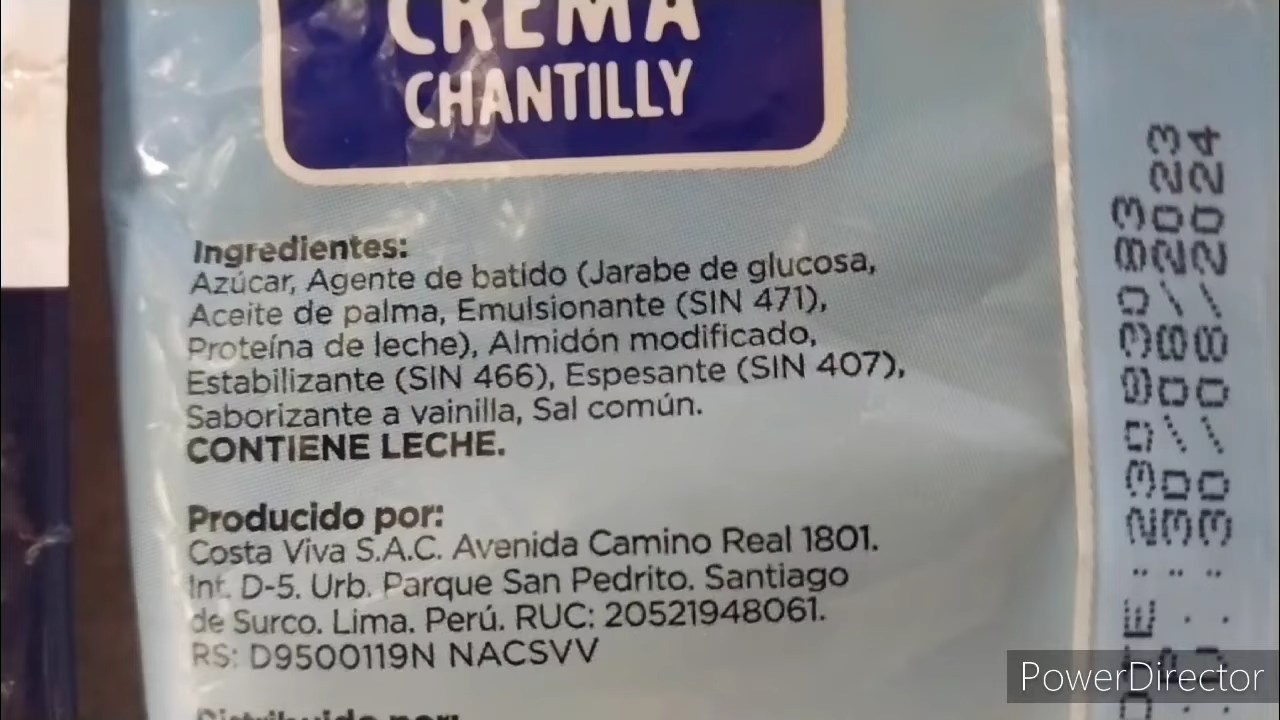 CREMA
CHANTILLY
Ingredientes:
Azúcar, Agente de batido (Jarabe de glucosa,
Aceite de palma, Emulsionante (SIN 471),
Proteína de leche), Almidón modificado,
Estabilizante (SIN 466), Espesante (SIN 407),
Saborizante a vainilla, Sal común.
CONTIENE LECHE.
Producido por:
Costa Viva S.A.C. Avenida Camino Real 1801.
Int. D-5. Urb. Parque San Pedrito. Santiago
de Surco. Lima. Perú. RUC: 20521948061.
RS: D9500119N NACSVV
Distribuido por:
30/08/2023
30/08/2024
PowerDirector